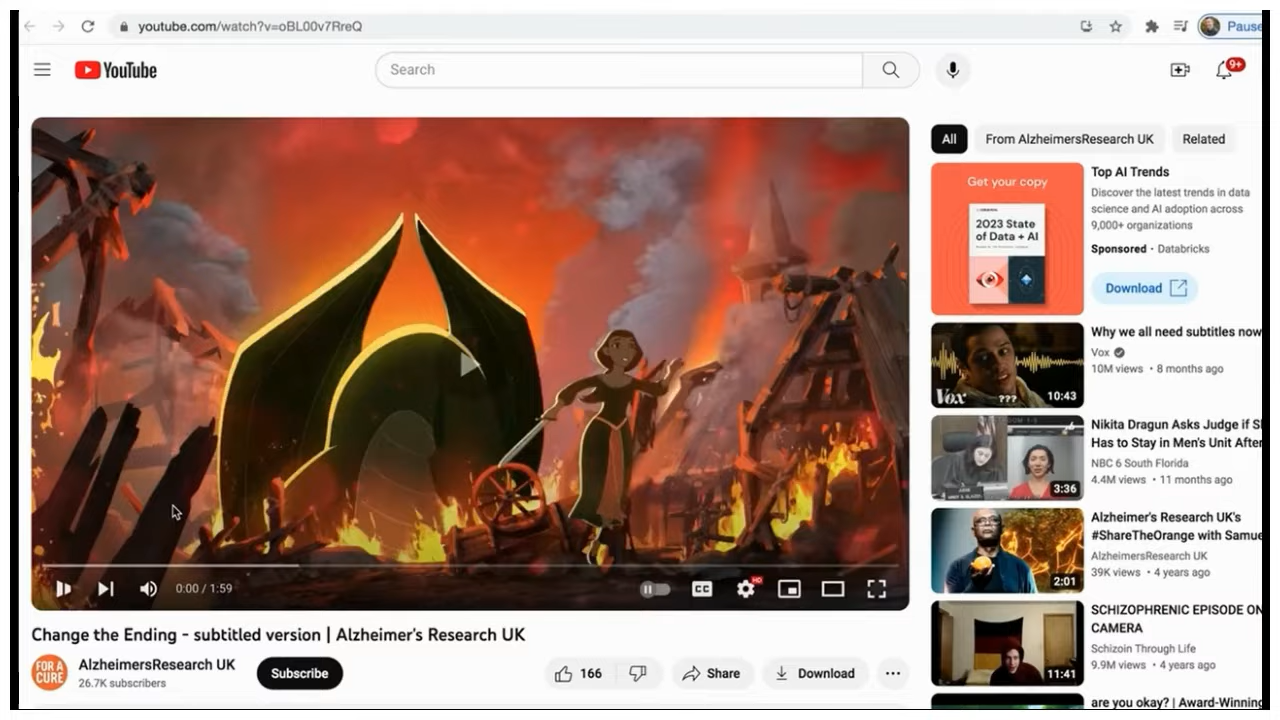 youtube.com/watch?v=oBL00v7RreQ
Pause
YouTube
Search
9+
All
From AlzheimersResearch UK
Related
Get your copy
2023 State
of Data + AI
Top AI Trends
Discover the latest trends in data
science and AI adoption across
9,000+ organizations
Sponsored · Databricks
Download
Vox
???
10:43
Why we all need subtitles now
Vox
10M views · 8 months ago
3:36
Nikita Dragun Asks Judge if S
Has to Stay in Men's Unit After
NBC 6 South Florida
4.4M views · 11 months ago
2:01
Alzheimer's Research UK's
#ShareTheOrange with Samue
AlzheimersResearch UK
39K views · 4 years ago
11:41
SCHIZOPHRENIC EPISODE ON
CAMERA
Schizoin Through Life
9.9M views · 4 years ago
are you okay? | Award-Winning
0:00 / 1:59
CC
HD
Change the Ending - subtitled version | Alzheimer's Research UK
FOR A
CURE
AlzheimersResearch UK
26.7K subscribers
Subscribe
166
Share
Download